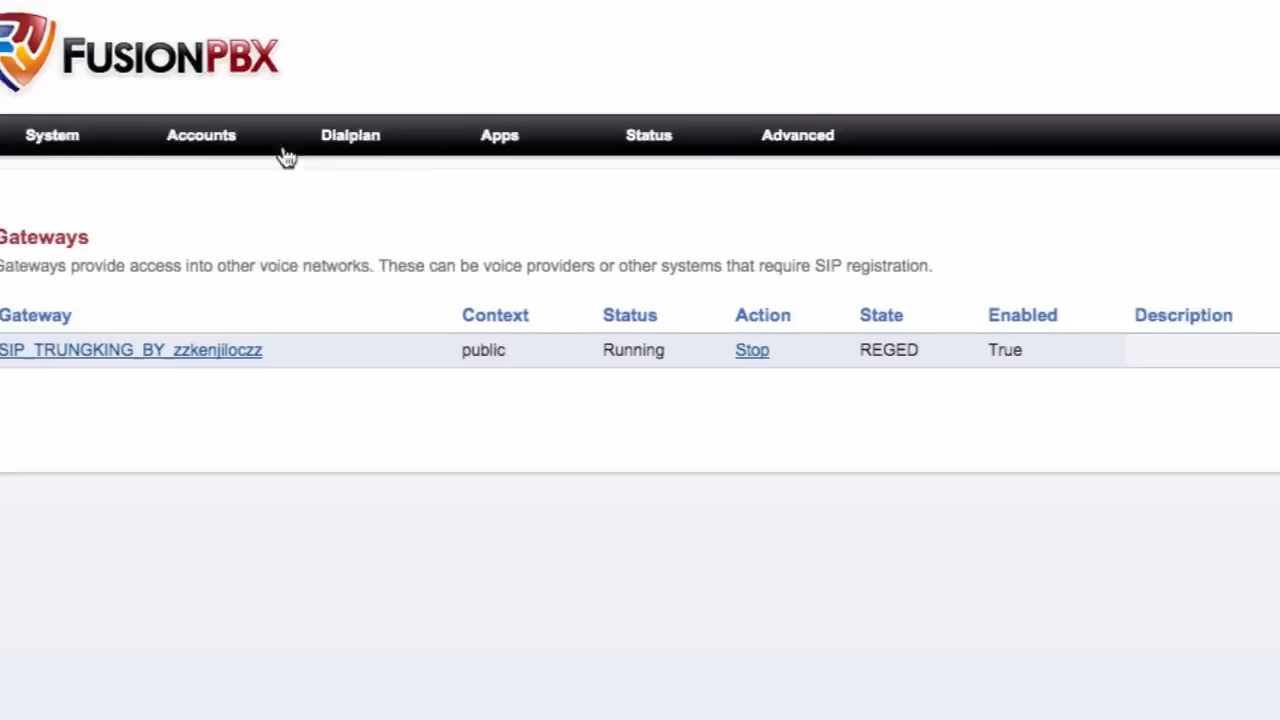 FUSIONPBX
System Accounts Dialplan Apps Status Advanced
Gateways
Gateways provide access into other voice networks. These can be voice providers or other systems that require SIP registration.
Gateway Context Status Action State Enabled Description
SIP_TRUNGKING_BY_zzkenjiloczz public Running Stop REGED True